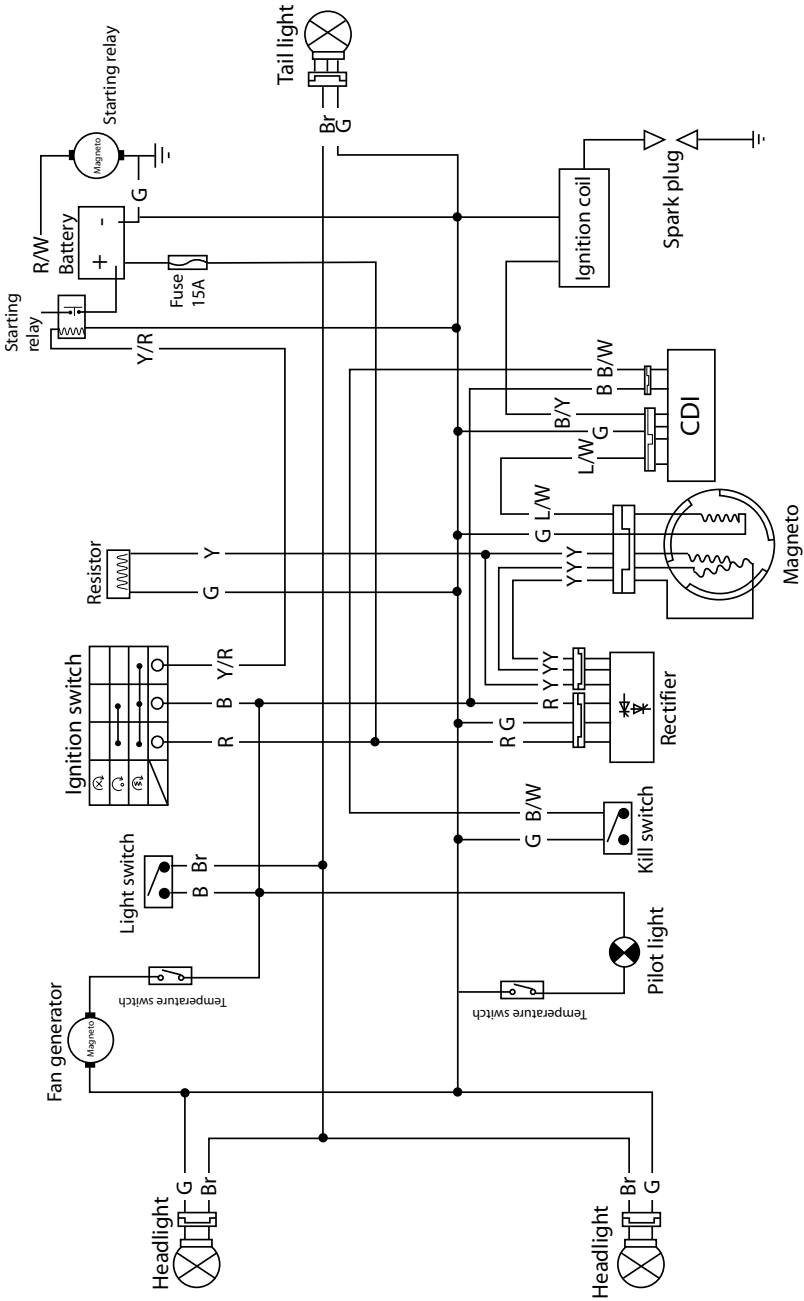 Starting relay
Magneto
R/W
Battery
+
-
G
Starting
relay
Y/R
Fuse
15A
Tail light
Br
G
Ignition coil
Spark plug
B/W
B
B/Y
G
L/W
CDI
L/W
G
Y
Y
Y
Magneto
Resistor
Y
G
Ignition switch
Y/R
B
R
Y
Y
Y
R
G
R
Rectifier
B/W
G
Kill switch
Light switch
Br
B
Temperature switch
Fan generator
Magneto
Temperature switch
Pilot light
G
Br
Headlight
Br
G
Headlight